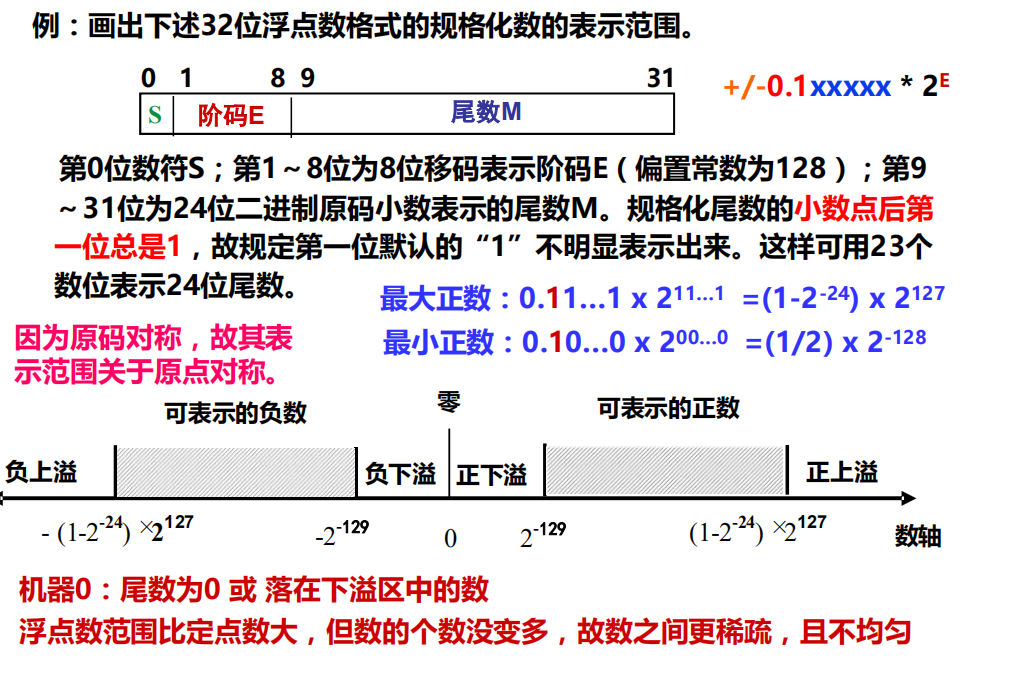 例：画出下述32位浮点数格式的规格化数的表示范围。
0 1 8 9 31
S 阶码E 尾数M
+/-0.1xxxxx * 2^E
第0位数符S；第1～8位为8位移码表示阶码E（偏置常数为128）；第9
～31位为24位二进制原码小数表示的尾数M。规格化尾数的小数点后第
一位总是1，故规定第一位默认的“1”不明显表示出来。这样可用23个
数位表示24位尾数。
最大正数：0.11…1 x 2^11…1 =(1-2^-24) x 2^127
最小正数：0.10…0 x 2^00…0 =(1/2) x 2^-128
因为原码对称，故其表
示范围关于原点对称。
可表示的负数 零 可表示的正数
负上溢 负下溢 正下溢 正上溢
- (1-2^-24) ×2^127 -2^-129 0 2^-129 (1-2^-24) ×2^127 数轴
机器0：尾数为0 或 落在下溢区中的数
浮点数范围比定点数大，但数的个数没变多，故数之间更稀疏，且不均匀